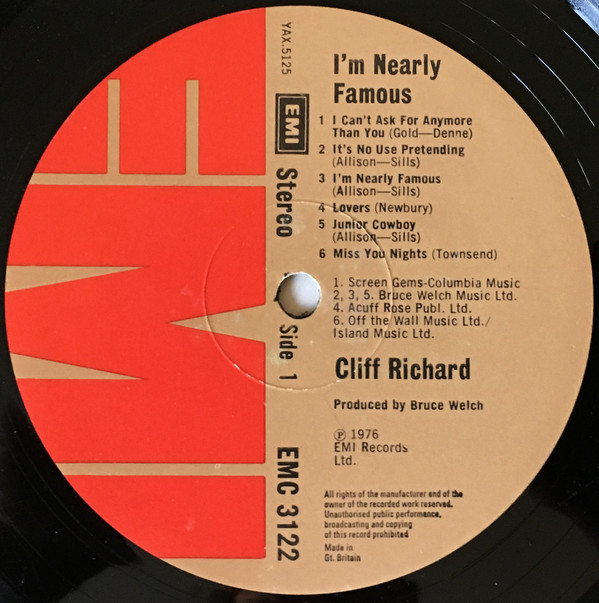 YAX.5125
EMI
Stereo
Side 1
EMC 3122
I'm Nearly
Famous
1 I Can't Ask For Anymore
Than You (Gold—Denne)
2 It's No Use Pretending
(Allison—Sills)
3 I'm Nearly Famous
(Allison—Sills)
4 Lovers (Newbury)
5 Junior Cowboy
(Allison—Sills)
6 Miss You Nights (Townsend)
1. Screen Gems-Columbia Music
2, 3, 5. Bruce Welch Music Ltd.
4. Acuff Rose Publ. Ltd.
6. Off the Wall Music Ltd./
Island Music Ltd.
Cliff Richard
Produced by Bruce Welch
℗ 1976
EMI Records
Ltd.
All rights of the manufacturer and of the
owner of the recorded work reserved.
Unauthorised public performance,
broadcasting and copying
of this record prohibited
Made in
Gt. Britain